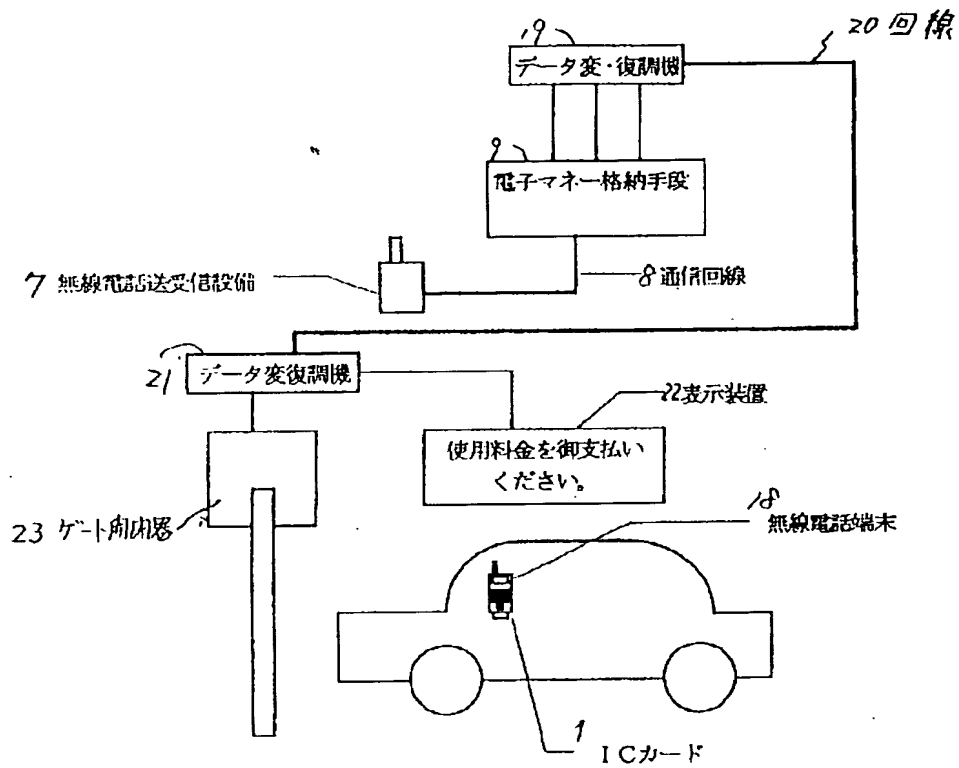 20 回線
19
データ変・復調機
9
電子マネー格納手段
7 無線電話送受信設備
8 通信回線
21 データ変復調機
22 表示装置
使用料金を御支払い
ください。
23 ゲート開閉器
18
無線電話端末
1
ICカード